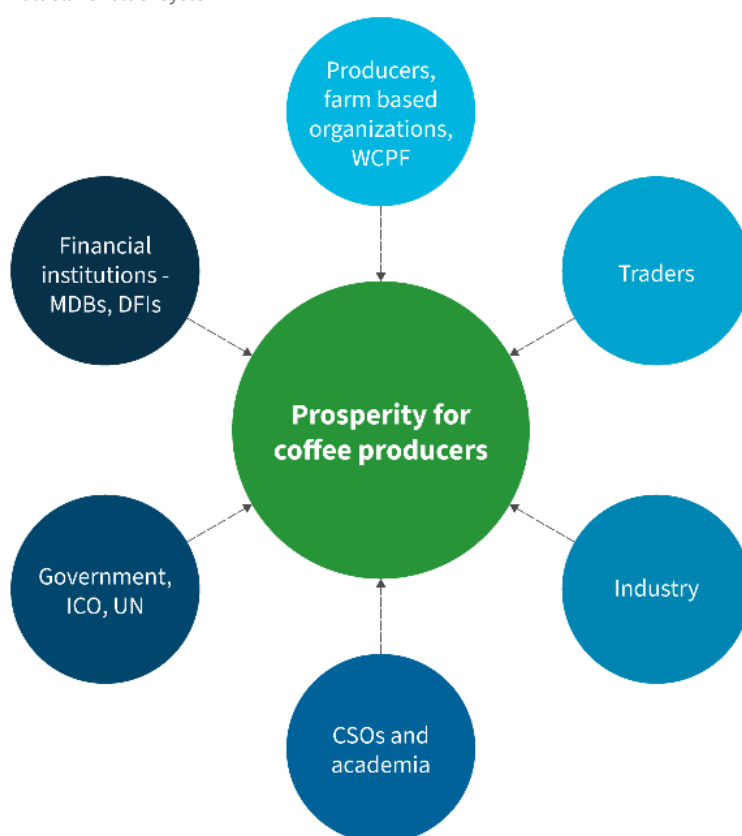 Producers,
farm based
organizations,
WCPF
Financial
institutions -
MDBs, DFIs
Traders
Prosperity for
coffee producers
Government,
ICO, UN
Industry
CSOs and
academia